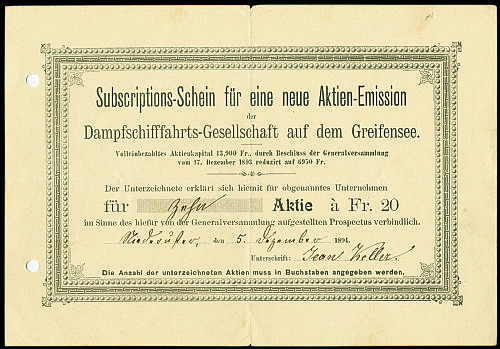 Subscriptions-Schein für eine neue Aktien-Emission
der
Dampfschifffahrts-Gesellschaft auf dem Greifensee.
Volleinbezahltes Aktienkapital 13,900 Fr., durch Beschluss der Generalversammlung
vom 17. Dezember 1893 reduzirt auf 6950 Fr.
Der Unterzeichnete erklärt sich hiemit für obgenanntes Unternehmen
für Zehn Aktie à Fr. 20
im Sinne des hiefür von der Generalversammlung aufgestellten Prospectus verbindlich.
Niederuster, den 5. Dezember 1894.
Unterschrift: Jean Keller.
Die Anzahl der unterzeichneten Aktien muss in Buchstaben angegeben werden.